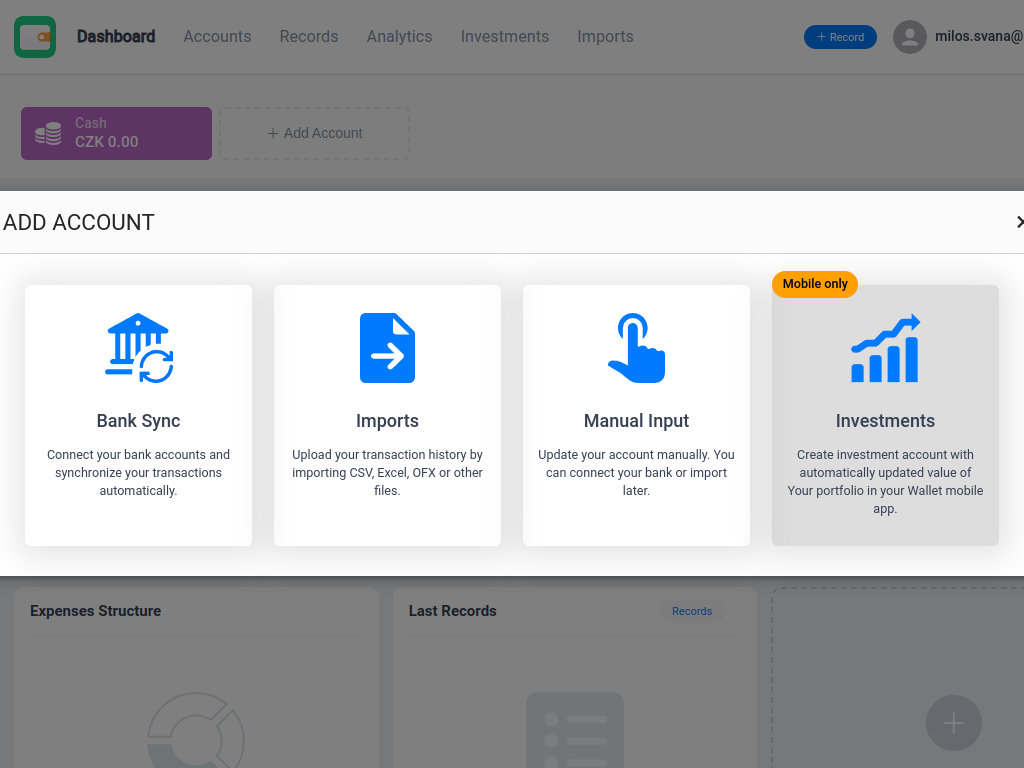 Dashboard Accounts Records Analytics Investments Imports + Record milos.svana@
Cash
CZK 0.00
+ Add Account
ADD ACCOUNT
Mobile only
Bank Sync
Connect your bank accounts and
synchronize your transactions
automatically.
Imports
Upload your transaction history by
importing CSV, Excel, OFX or other
files.
Manual Input
Update your account manually. You
can connect your bank or import
later.
Investments
Create investment account with
automatically updated value of
Your portfolio in your Wallet mobile
app.
Expenses Structure
Last Records
Records